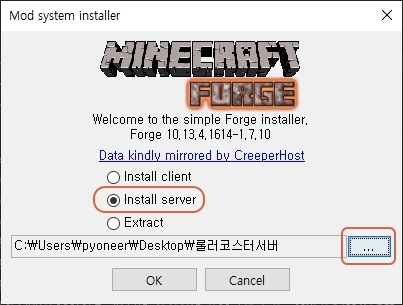 Mod system installer
MINECRAFT
FORGE
Welcome to the simple Forge installer.
Forge 10.13.4.1614-1.7.10
Data kindly mirrored by CreeperHost
Install client
Install server
Extract
C:₩Users₩pyoneer₩Desktop₩롤러코스터서버
...
OK
Cancel